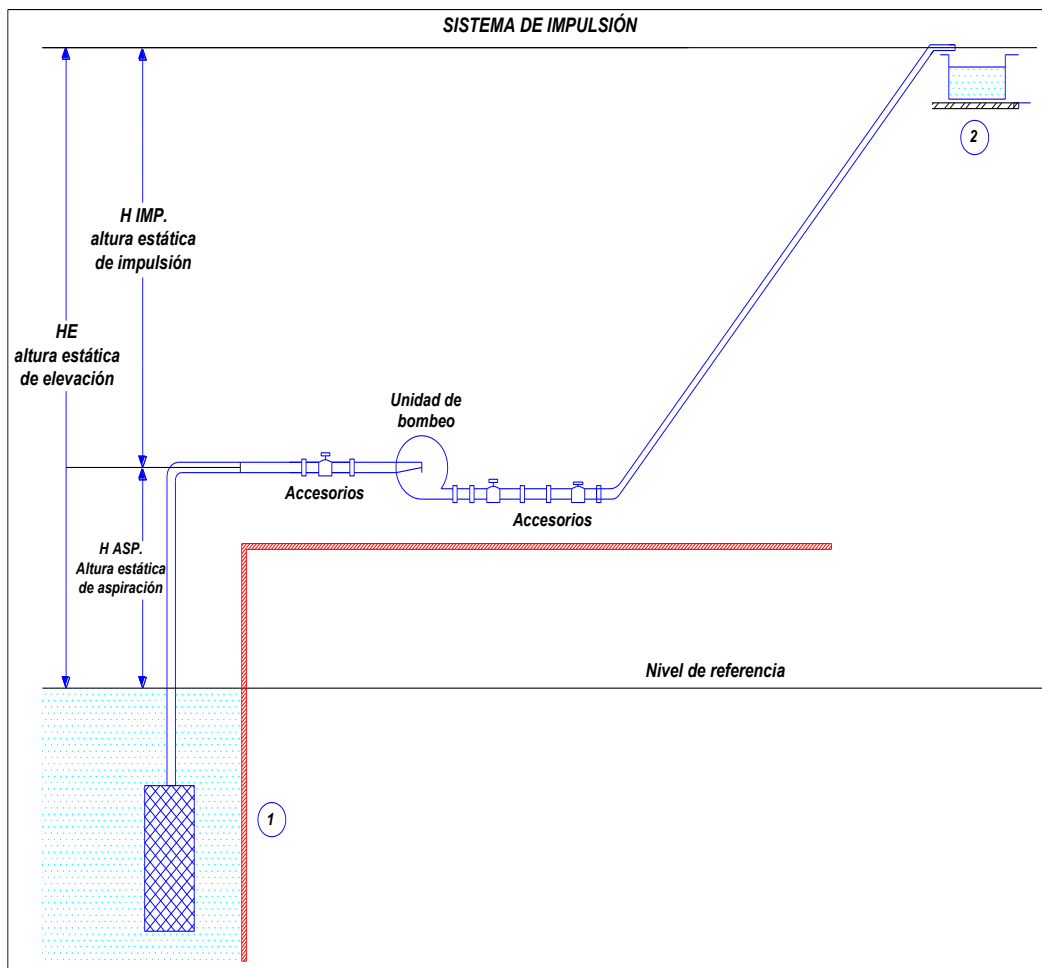 SISTEMA DE IMPULSIÓN
2
H IMP.
altura estática
de impulsión
HE
altura estática
de elevación
Unidad de
bombeo
Accesorios
Accesorios
H ASP.
Altura estática
de aspiración
Nivel de referencia
1